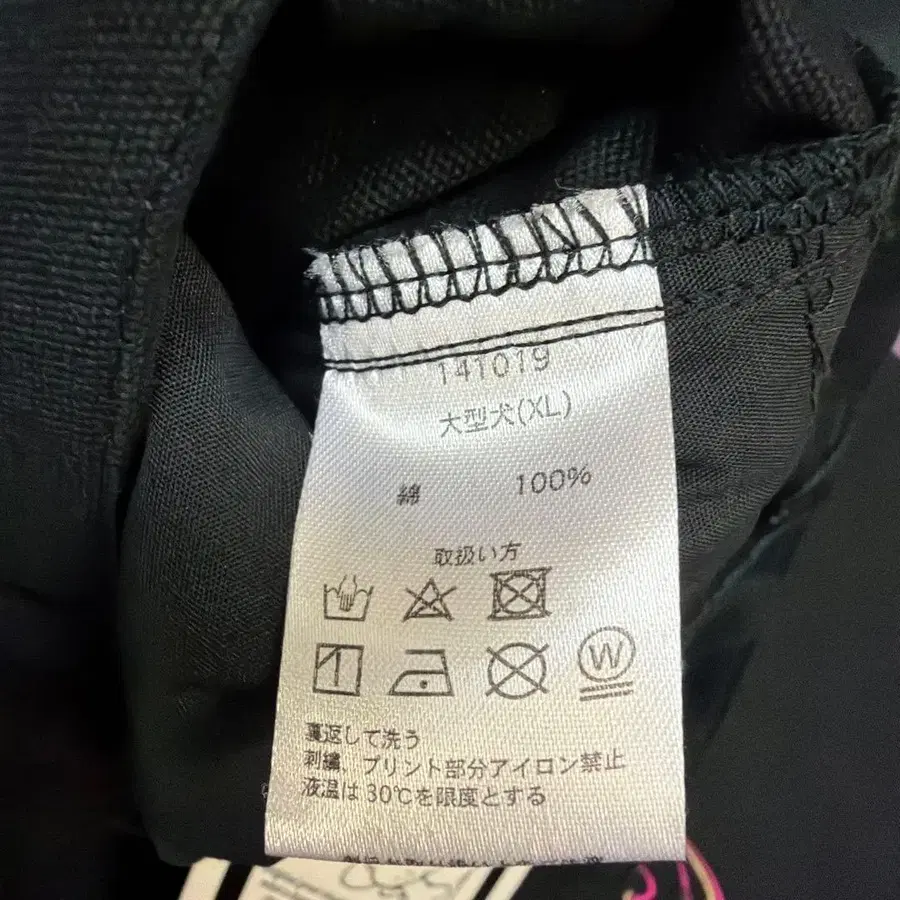 141019
大型犬(XL)
綿 100%
取扱い方
W
裏返して洗う
刺繍、プリント部分アイロン禁止
液温は30℃を限度とする